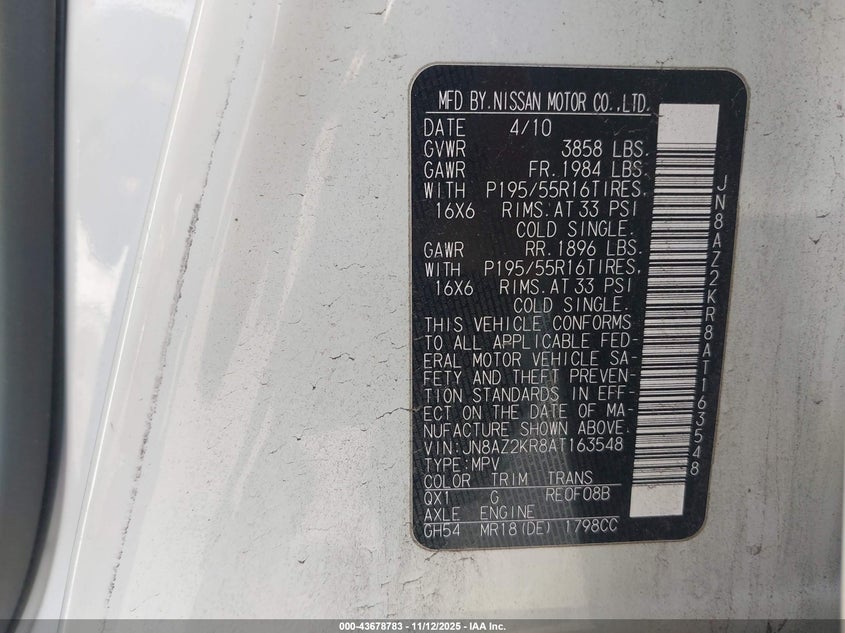 MFD BY.NISSAN MOTOR CO.,LTD.
DATE 4/10
GVWR 3858 LBS.
GAWR FR. 1984 LBS.
WITH P195/55R16TIRES,
16X6 RIMS. AT 33 PSI
COLD SINGLE.
GAWR RR. 1896 LBS.
WITH P195/55R16TIRES,
16X6 RIMS. AT 33 PSI
COLD SINGLE.
THIS VEHICLE CONFORMS
TO ALL APPLICABLE FED-
ERAL MOTOR VEHICLE SA-
FETY AND THEFT PREVEN-
TION STANDARDS IN EFF-
ECT ON THE DATE OF MA-
NUFACTURE SHOWN ABOVE.
VIN:JN8AZ2KR8AT163548
TYPE:MPV
COLOR TRIM TRANS
QX1 G RE0F08B
AXLE ENGINE
GH54 MR18(DE) 1798CC
JN8AZ2KR8AT163548
000-43678783 - 11/12/2025 - IAA Inc.